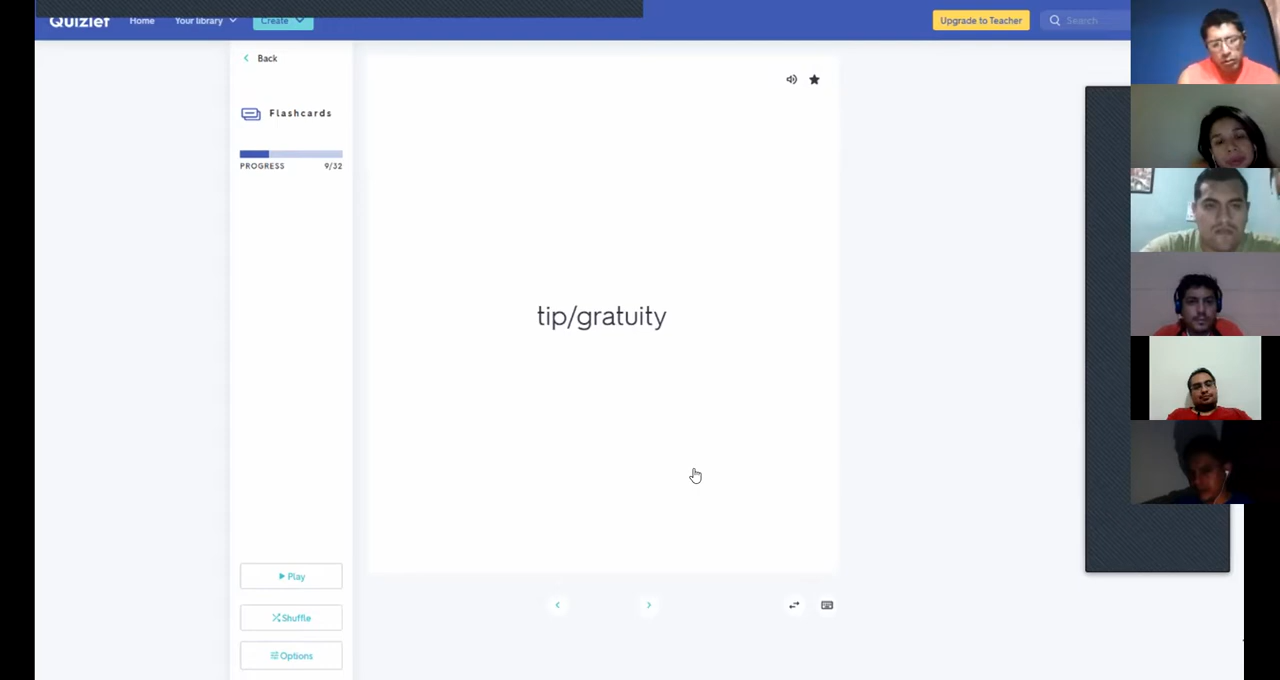 Quizlet
Home
Your library
Create
Upgrade to Teacher
Search
Back
Flashcards
PROGRESS 9/32
tip/gratuity
Play
Shuffle
Options